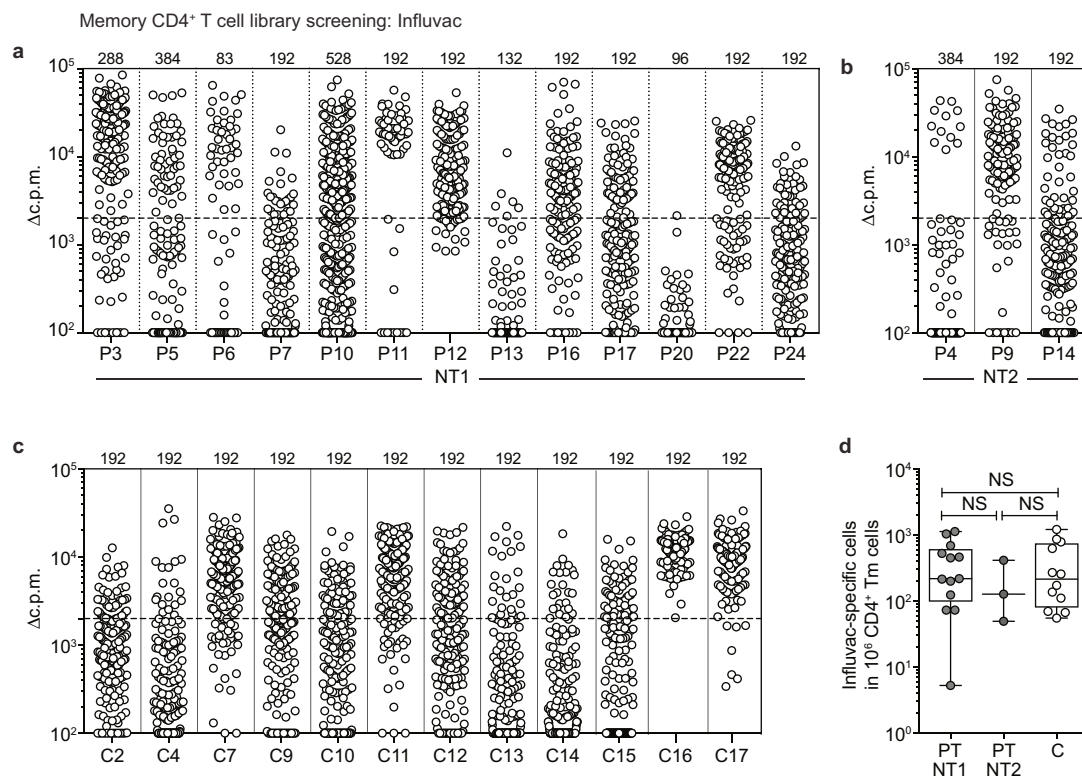 Memory CD4⁺ T cell library screening: Influvac
a
288 384 83 192 528 192 192 132 192 192 96 192 192
10⁵
10⁴
10³
10²
Δc.p.m.
P3 P5 P6 P7 P10 P11 P12 P13 P16 P17 P20 P22 P24
NT1
b
384 192 192
10⁵
10⁴
10³
10²
Δc.p.m.
P4 P9 P14
NT2
c
192 192 192 192 192 192 192 192 192 192 192 192
10⁵
10⁴
10³
10²
Δc.p.m.
C2 C4 C7 C9 C10 C11 C12 C13 C14 C15 C16 C17
d
10⁴
10³
10²
10¹
10⁰
Influvac-specific cells
in 10⁶ CD4⁺ Tm cells
NS
NS NS
PT PT C
NT1 NT2